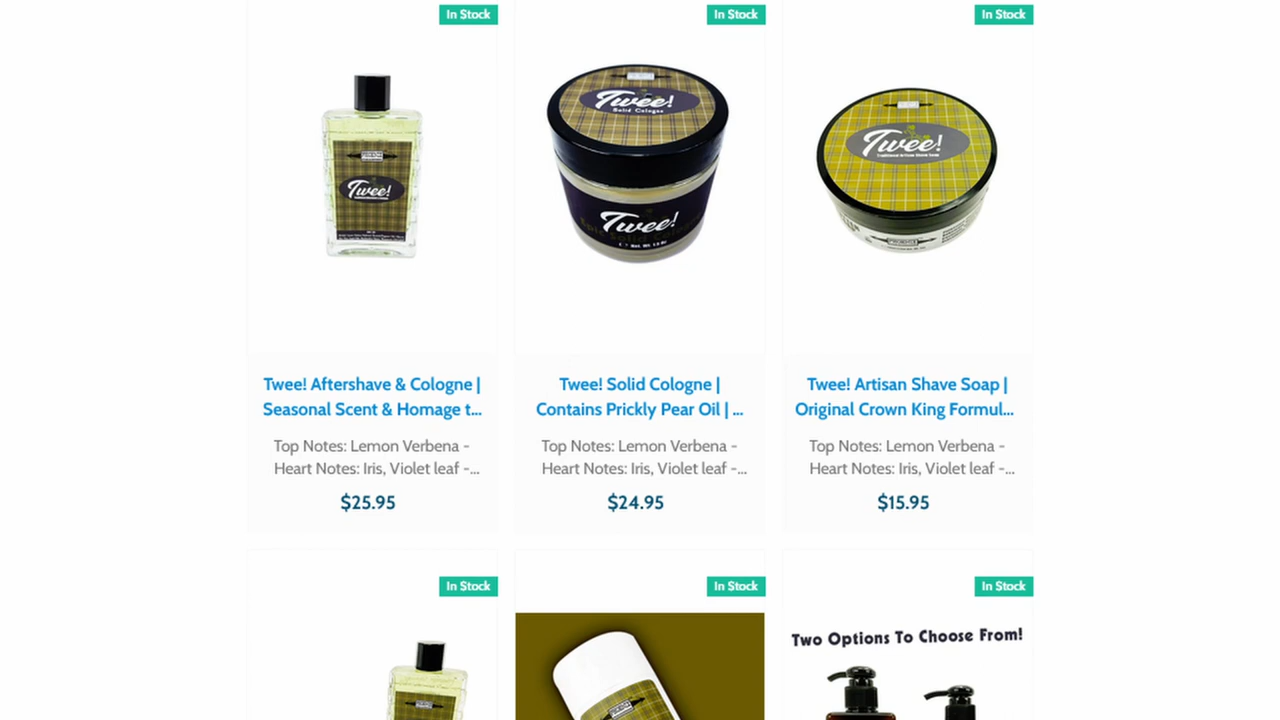 In Stock
In Stock
In Stock
Twee!
Twee!
Solid Cologne
Twee!
Twee!
Traditional Artisan Shave Soap
Twee! Aftershave & Cologne |
Seasonal Scent & Homage t...
Top Notes: Lemon Verbena -
Heart Notes: Iris, Violet leaf -...
$25.95
Twee! Solid Cologne |
Contains Prickly Pear Oil | ...
Top Notes: Lemon Verbena -
Heart Notes: Iris, Violet leaf -...
$24.95
Twee! Artisan Shave Soap |
Original Crown King Formul...
Top Notes: Lemon Verbena -
Heart Notes: Iris, Violet leaf -...
$15.95
In Stock
In Stock
In Stock
Two Options To Choose From!